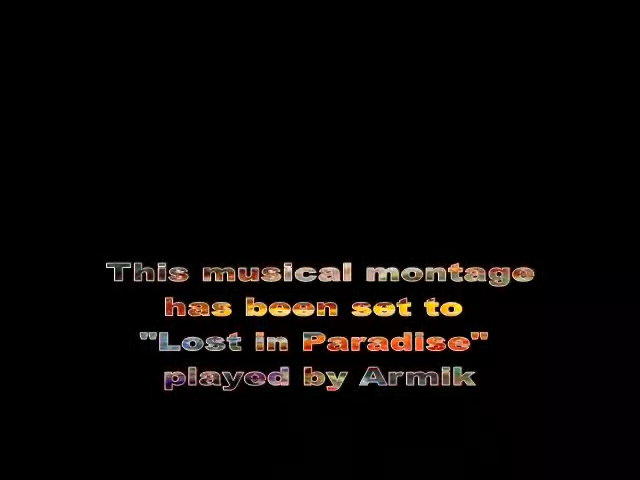 This musical montage
has been set to
"Lost in Paradise"
played by Armik